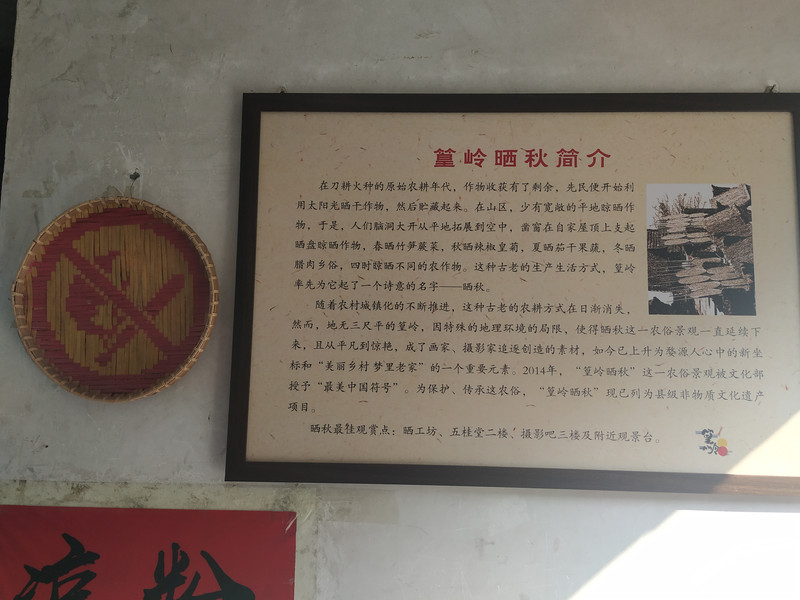 篁岭晒秋简介
在刀耕火种的原始农耕年代，作物收获有了剩余，先民便开始利
用太阳光晒干作物，然后贮藏起来。在山区，少有宽敞的平地晾晒作
物，于是，人们脑洞大开从平地拓展到空中，凿窗在自家屋顶上支起
晒盘晾晒作物，春晒竹笋蕨菜，秋晒辣椒皇菊，夏晒茄干果蔬，冬晒
腊肉乡俗，四时晾晒不同的农作物。这种古老的生产生活方式，篁岭
率先为它起了一个诗意的名字——晒秋。
随着农村城镇化的不断推进，这种古老的农耕方式在日渐消失，
然而，地无三尺平的篁岭，因特殊的地理环境的局限，使得晒秋这一农俗景观一直延续下
来，且从平凡到惊艳，成了画家、摄影家追逐创造的素材，如今已上升为婺源人心中的新坐
标和“美丽乡村 梦里老家”的一个重要元素。2014年，“篁岭晒秋”这一农俗景观被文化部
授予“最美中国符号”。为保护、传承这农俗，“篁岭晒秋”现已列为县级非物质文化遗产
项目。
晒秋最佳观赏点：晒工坊、五桂堂二楼、摄影吧三楼及附近观景台。
篁岭
凉粉